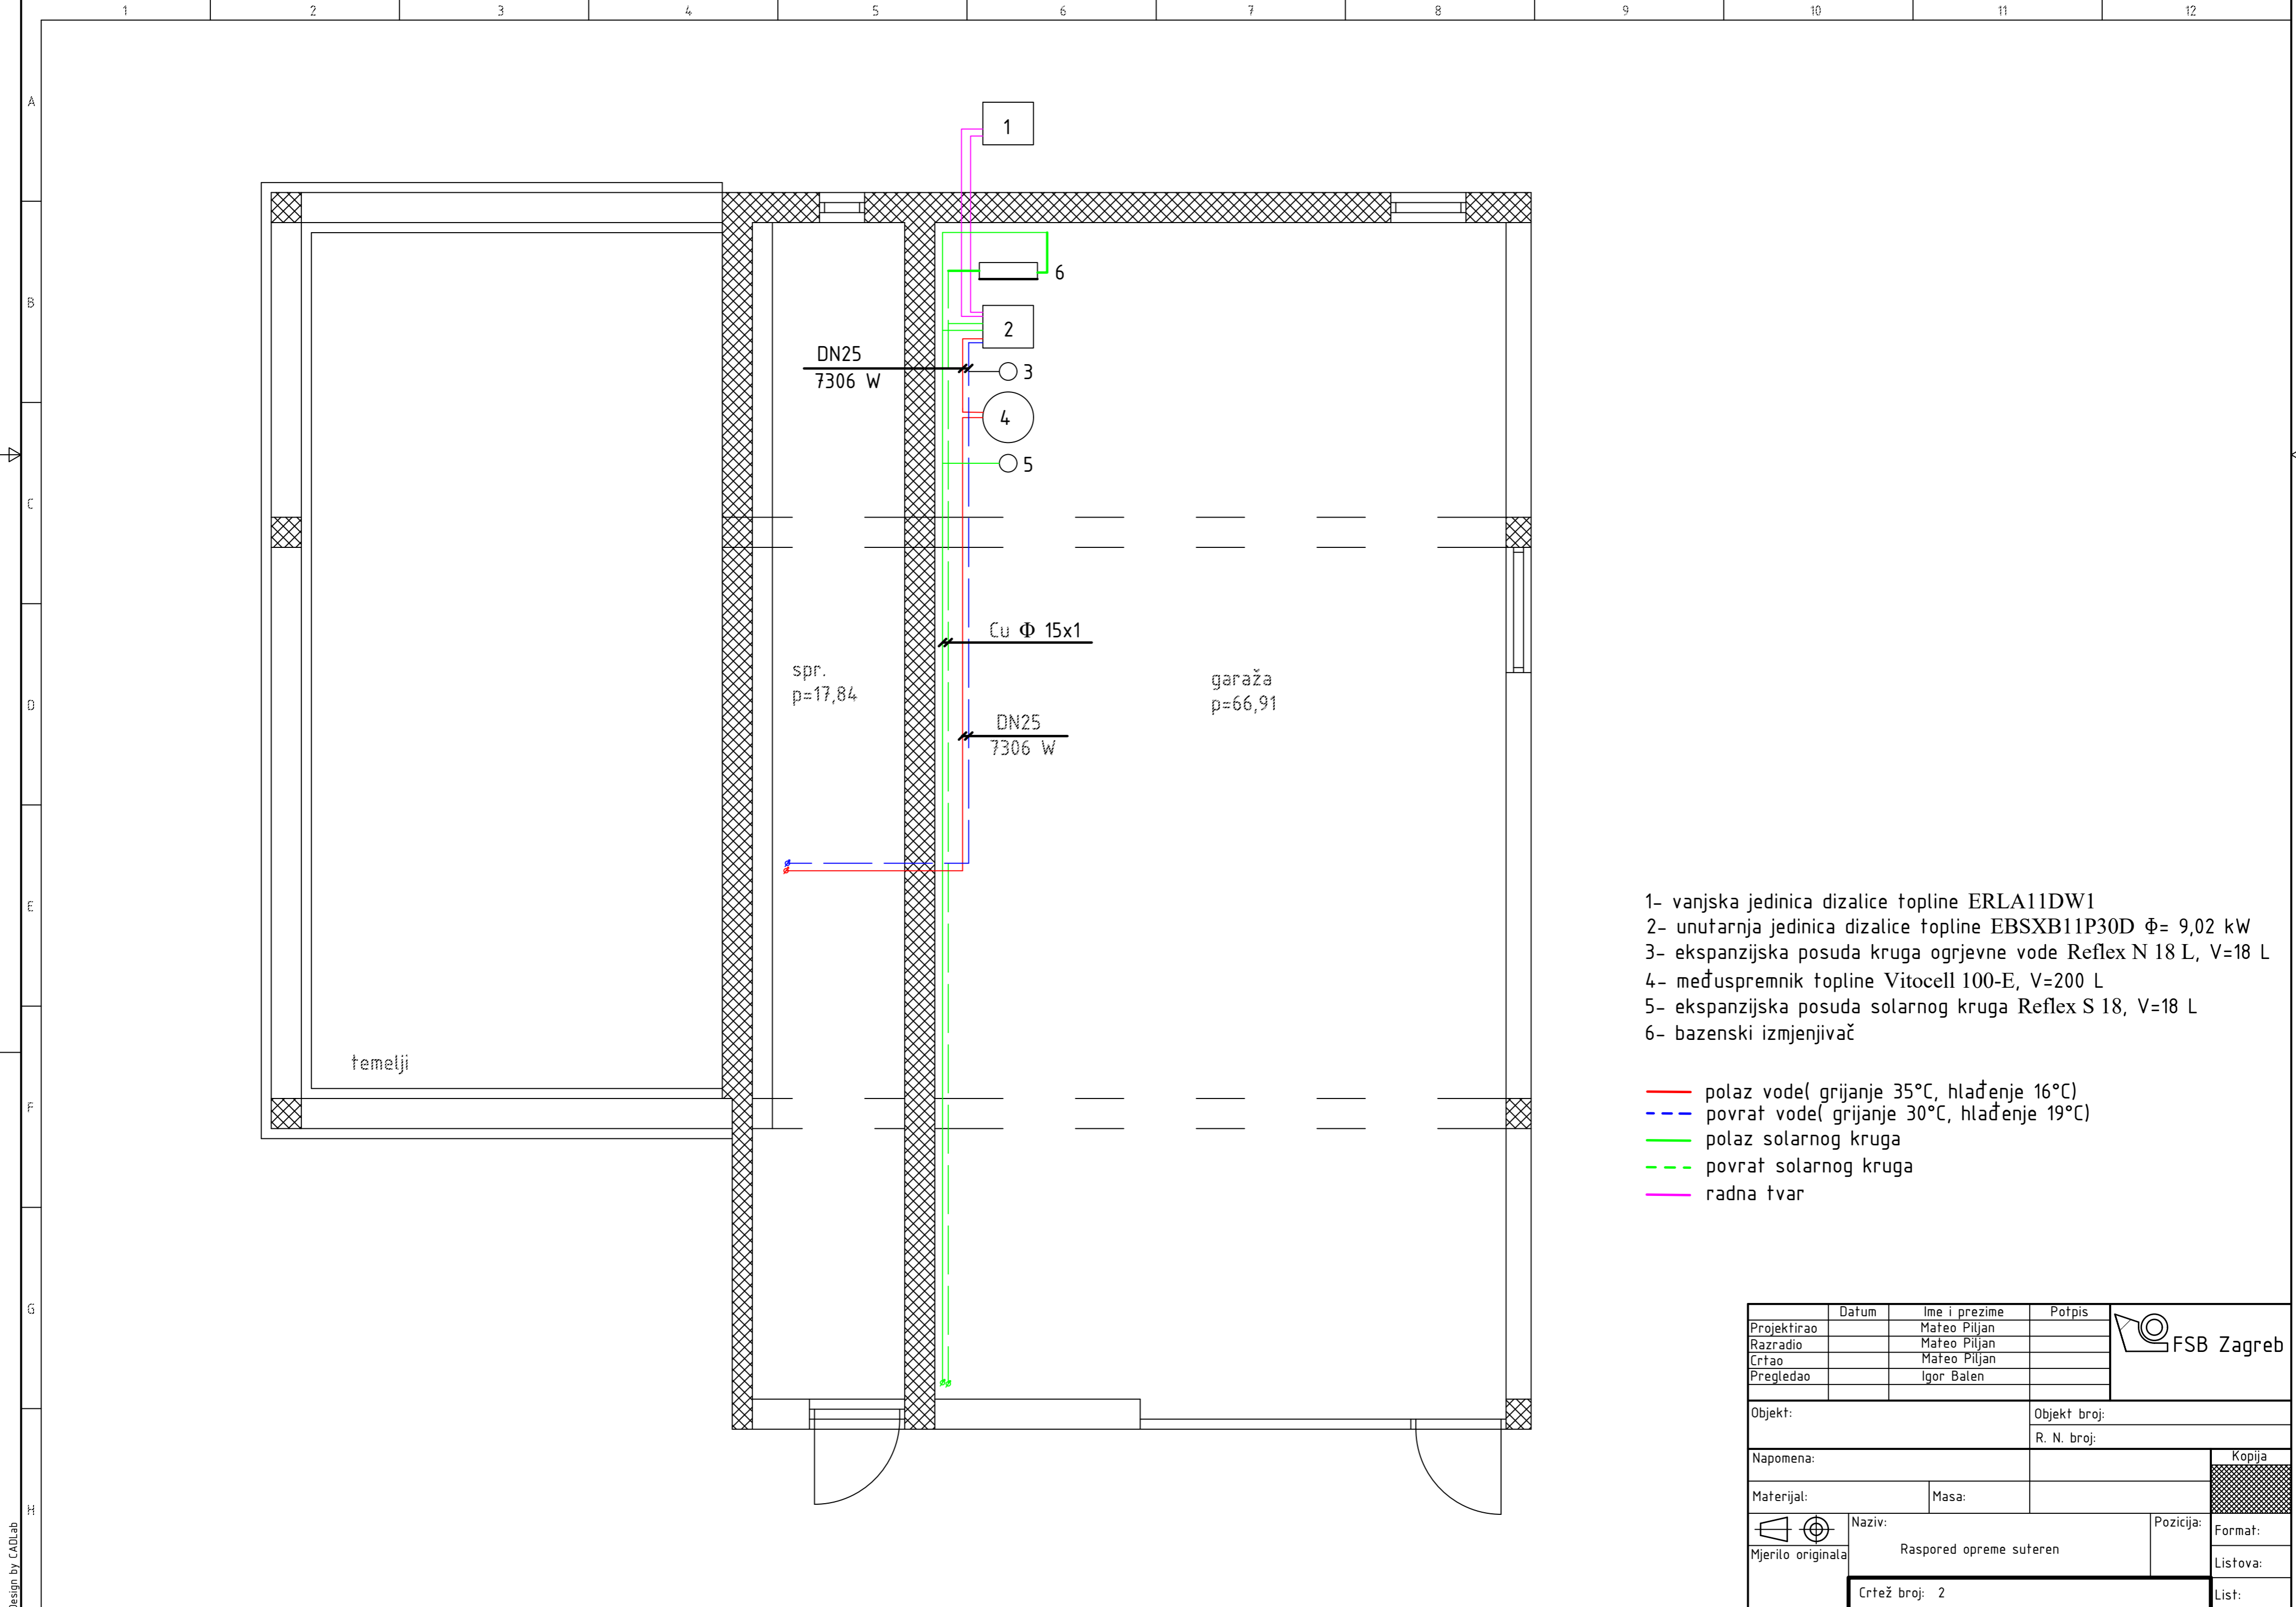 1 2 3 4 5 6 7 8 9 10 11 12
A
B
C
D
E
F
G
H
1
6
2
DN25
7306 W
3
4
5
Cu Φ 15x1
spr.
p=17,84
garaža
p=66,91
DN25
7306 W
temelji
1- vanjska jedinica dizalice topline ERLA11DW1
2- unutarnja jedinica dizalice topline EBSXB11P30D Φ= 9,02 kW
3- ekspanzijska posuda kruga ogrjevne vode Reflex N 18 L, V=18 L
4- međuspremnik topline Vitocell 100-E, V=200 L
5- ekspanzijska posuda solarnog kruga Reflex S 18, V=18 L
6- bazenski izmjenjivač
polaz vode( grijanje 35°C, hlađenje 16°C)
povrat vode( grijanje 30°C, hlađenje 19°C)
polaz solarnog kruga
povrat solarnog kruga
radna tvar
Datum Ime i prezime Potpis
Projektirao Mateo Piljan
Razradio Mateo Piljan
Crtao Mateo Piljan
Pregledao Igor Balen
FSB Zagreb
Objekt:
Objekt broj:
R. N. broj:
Napomena:
Kopija
Materijal:
Masa:
Naziv:
Raspored opreme suteren
Pozicija:
Format:
Mjerilo originala
Listova:
Crtež broj: 2
List:
Design by CADLab